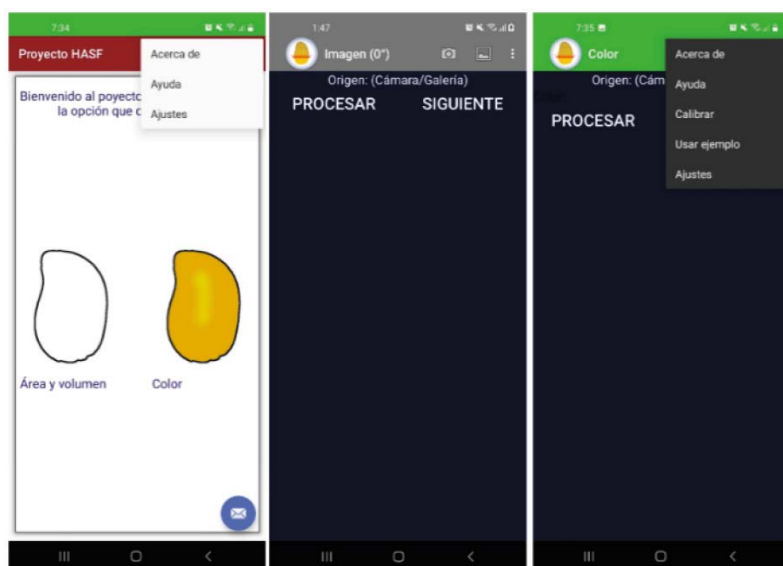 7:34
Proyecto HASF
Acerca de
Ayuda
Ajustes
Bienvenido al poyecto
la opción que
Área y volumen
Color
1:47
Imagen (0°)
Origen: (Cámara/Galería)
PROCESAR SIGUIENTE
7:35
Color
Acerca de
Ayuda
Calibrar
Usar ejemplo
Ajustes
Origen: (Cám
Color:
PROCESAR